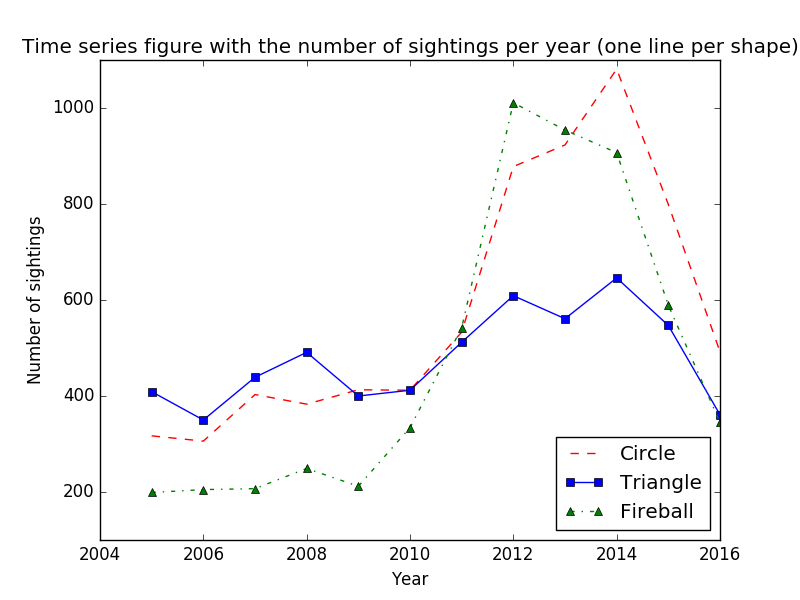 Time series figure with the number of sightings per year (one line per shape)
1000
800
600
400
200
Number of sightings
Circle
Triangle
Fireball
2004 2006 2008 2010 2012 2014 2016
Year